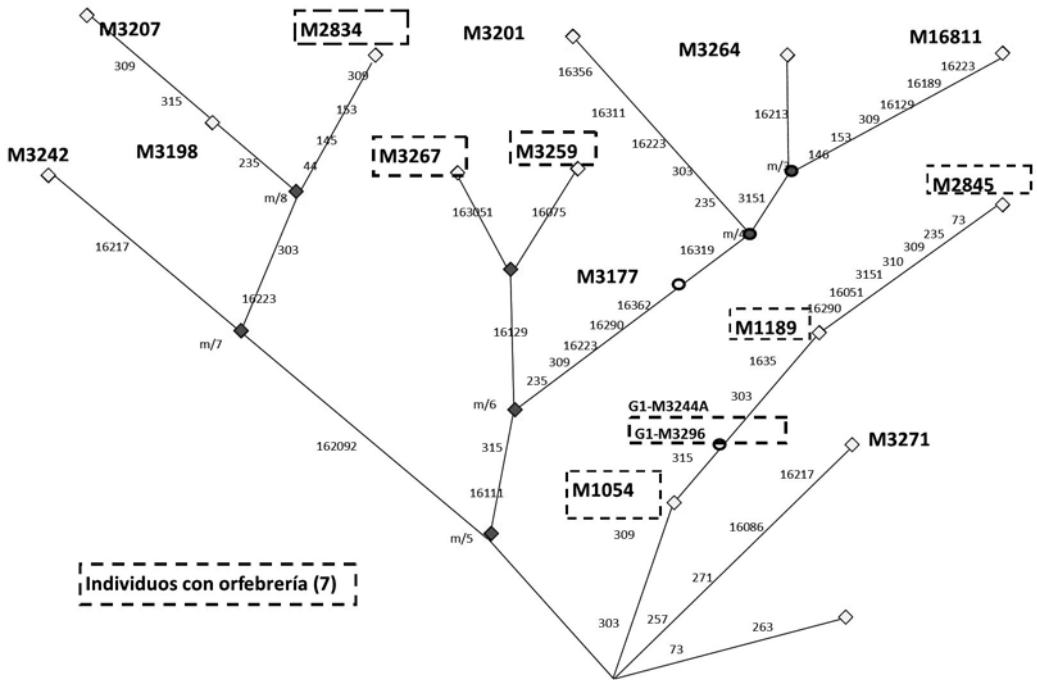 M3207
M2834
M3201
M3264
M16811
309
315
235
M3198
M3242
16217
m/8
309
153
145
44
303
16223
m/7
162092
M3267
M3259
163051
16075
16129
m/6
315
16111
m/5
16356
16311
16223
303
235
m/4
16213
16223
16189
16129
309
153
146
3151
16319
M3177
16362
16290
16223
309
235
M2845
73
235
309
310
3151
16051
16290
M1189
1635
303
G1-M3244A
G1-M3296
315
M1054
309
303
M3271
16217
16086
271
257
263
73
Individuos con orfebrería (7)